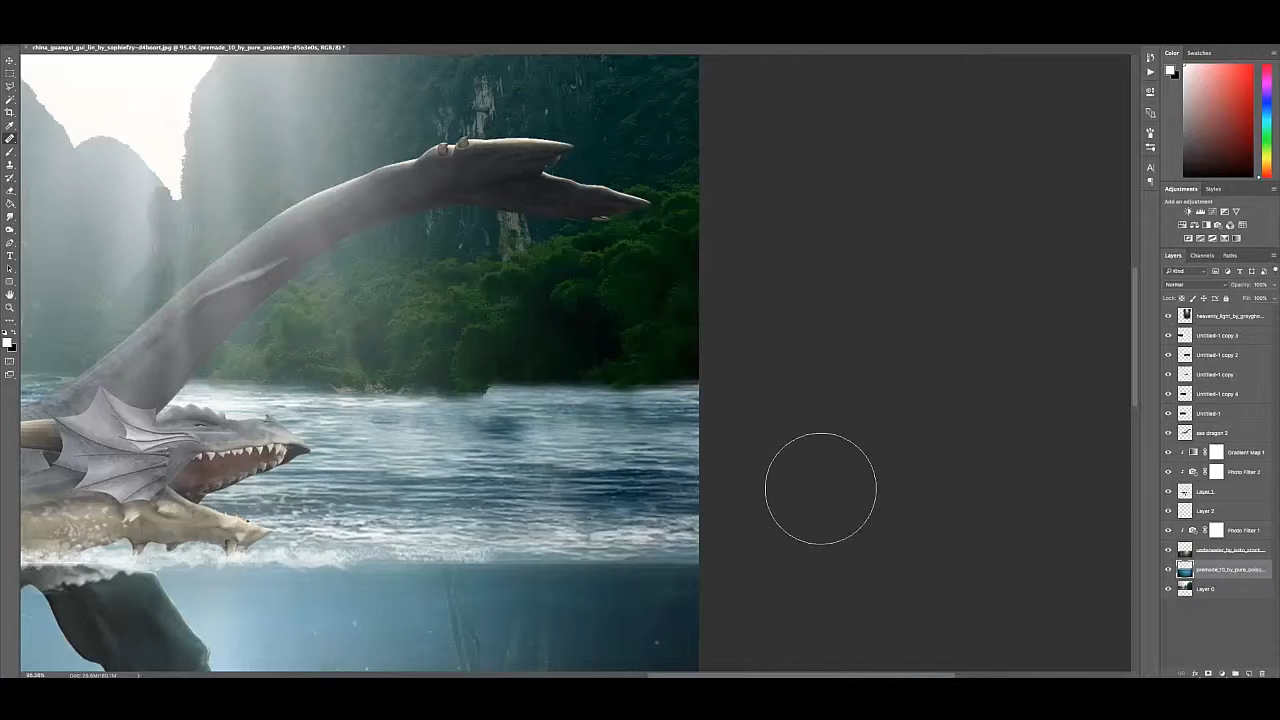 china_guangxi_gui_lin_by_sophiefzy-d4boort.jpg @ 95.4% (premade_10_by_pure_poison89-d5o3e0s, RGB/8) *
Color
Swatches
Adjustments
Styles
Add an adjustment
Layers
Channels
Paths
Kind
Normal
Opacity: 100%
Lock:
Fill: 100%
heavenly_light_by_greygho...
Untitled-1 copy 3
Untitled-1 copy 2
Untitled-1 copy
Untitled-1 copy 4
Untitled-1
sea dragon 2
Gradient Map 1
Photo Filter 2
Layer 1
Layer 2
Photo Filter 1
premade_10_by_pure_poiso...
Layer 0